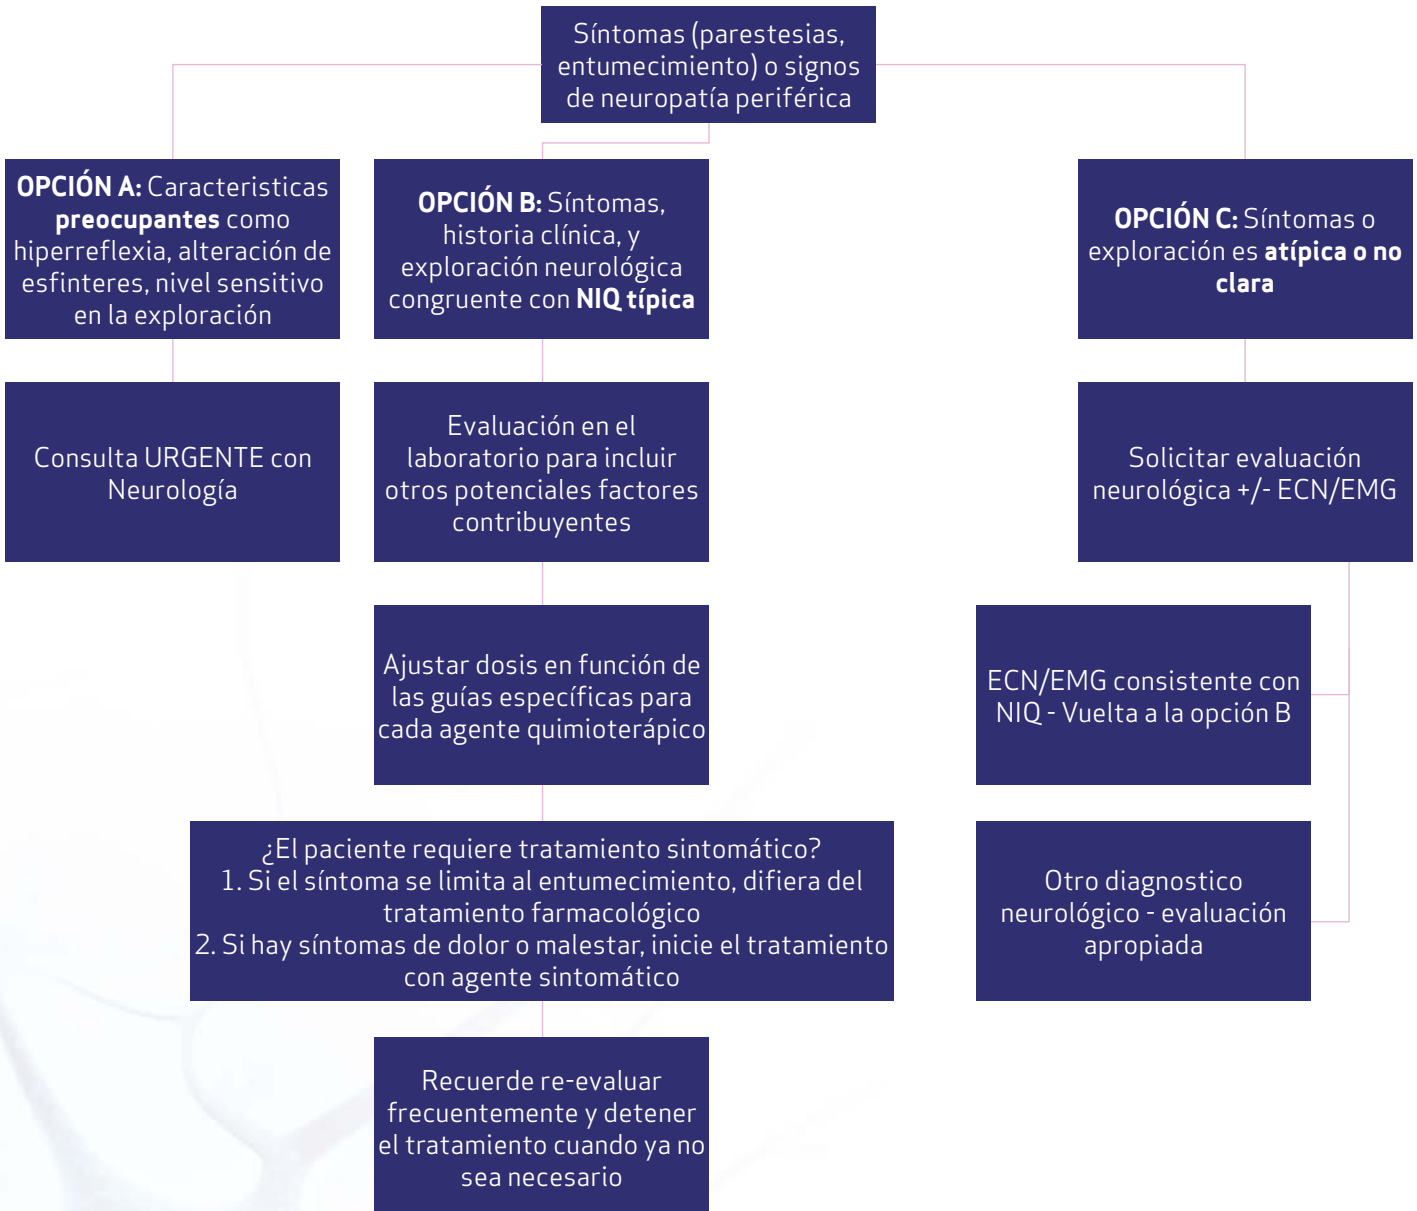 Síntomas (parestesias,
entumecimiento) o signos
de neuropatía periférica
OPCIÓN A: Caracteristicas
preocupantes como
hiperreflexia, alteración de
esfinteres, nivel sensitivo
en la exploración
OPCIÓN B: Síntomas,
historia clínica, y
exploración neurológica
congruente con NIQ típica
OPCIÓN C: Síntomas o
exploración es atípica o no
clara
Consulta URGENTE con
Neurología
Evaluación en el
laboratorio para incluir
otros potenciales factores
contribuyentes
Solicitar evaluación
neurológica +/- ECN/EMG
Ajustar dosis en función de
las guías específicas para
cada agente quimioterápico
ECN/EMG consistente con
NIQ - Vuelta a la opción B
¿El paciente requiere tratamiento sintomático?
1. Si el síntoma se limita al entumecimiento, difiera del
tratamiento farmacológico
2. Si hay síntomas de dolor o malestar, inicie el tratamiento
con agente sintomático
Otro diagnostico
neurológico - evaluación
apropiada
Recuerde re-evaluar
frecuentemente y detener
el tratamiento cuando ya no
sea necesario